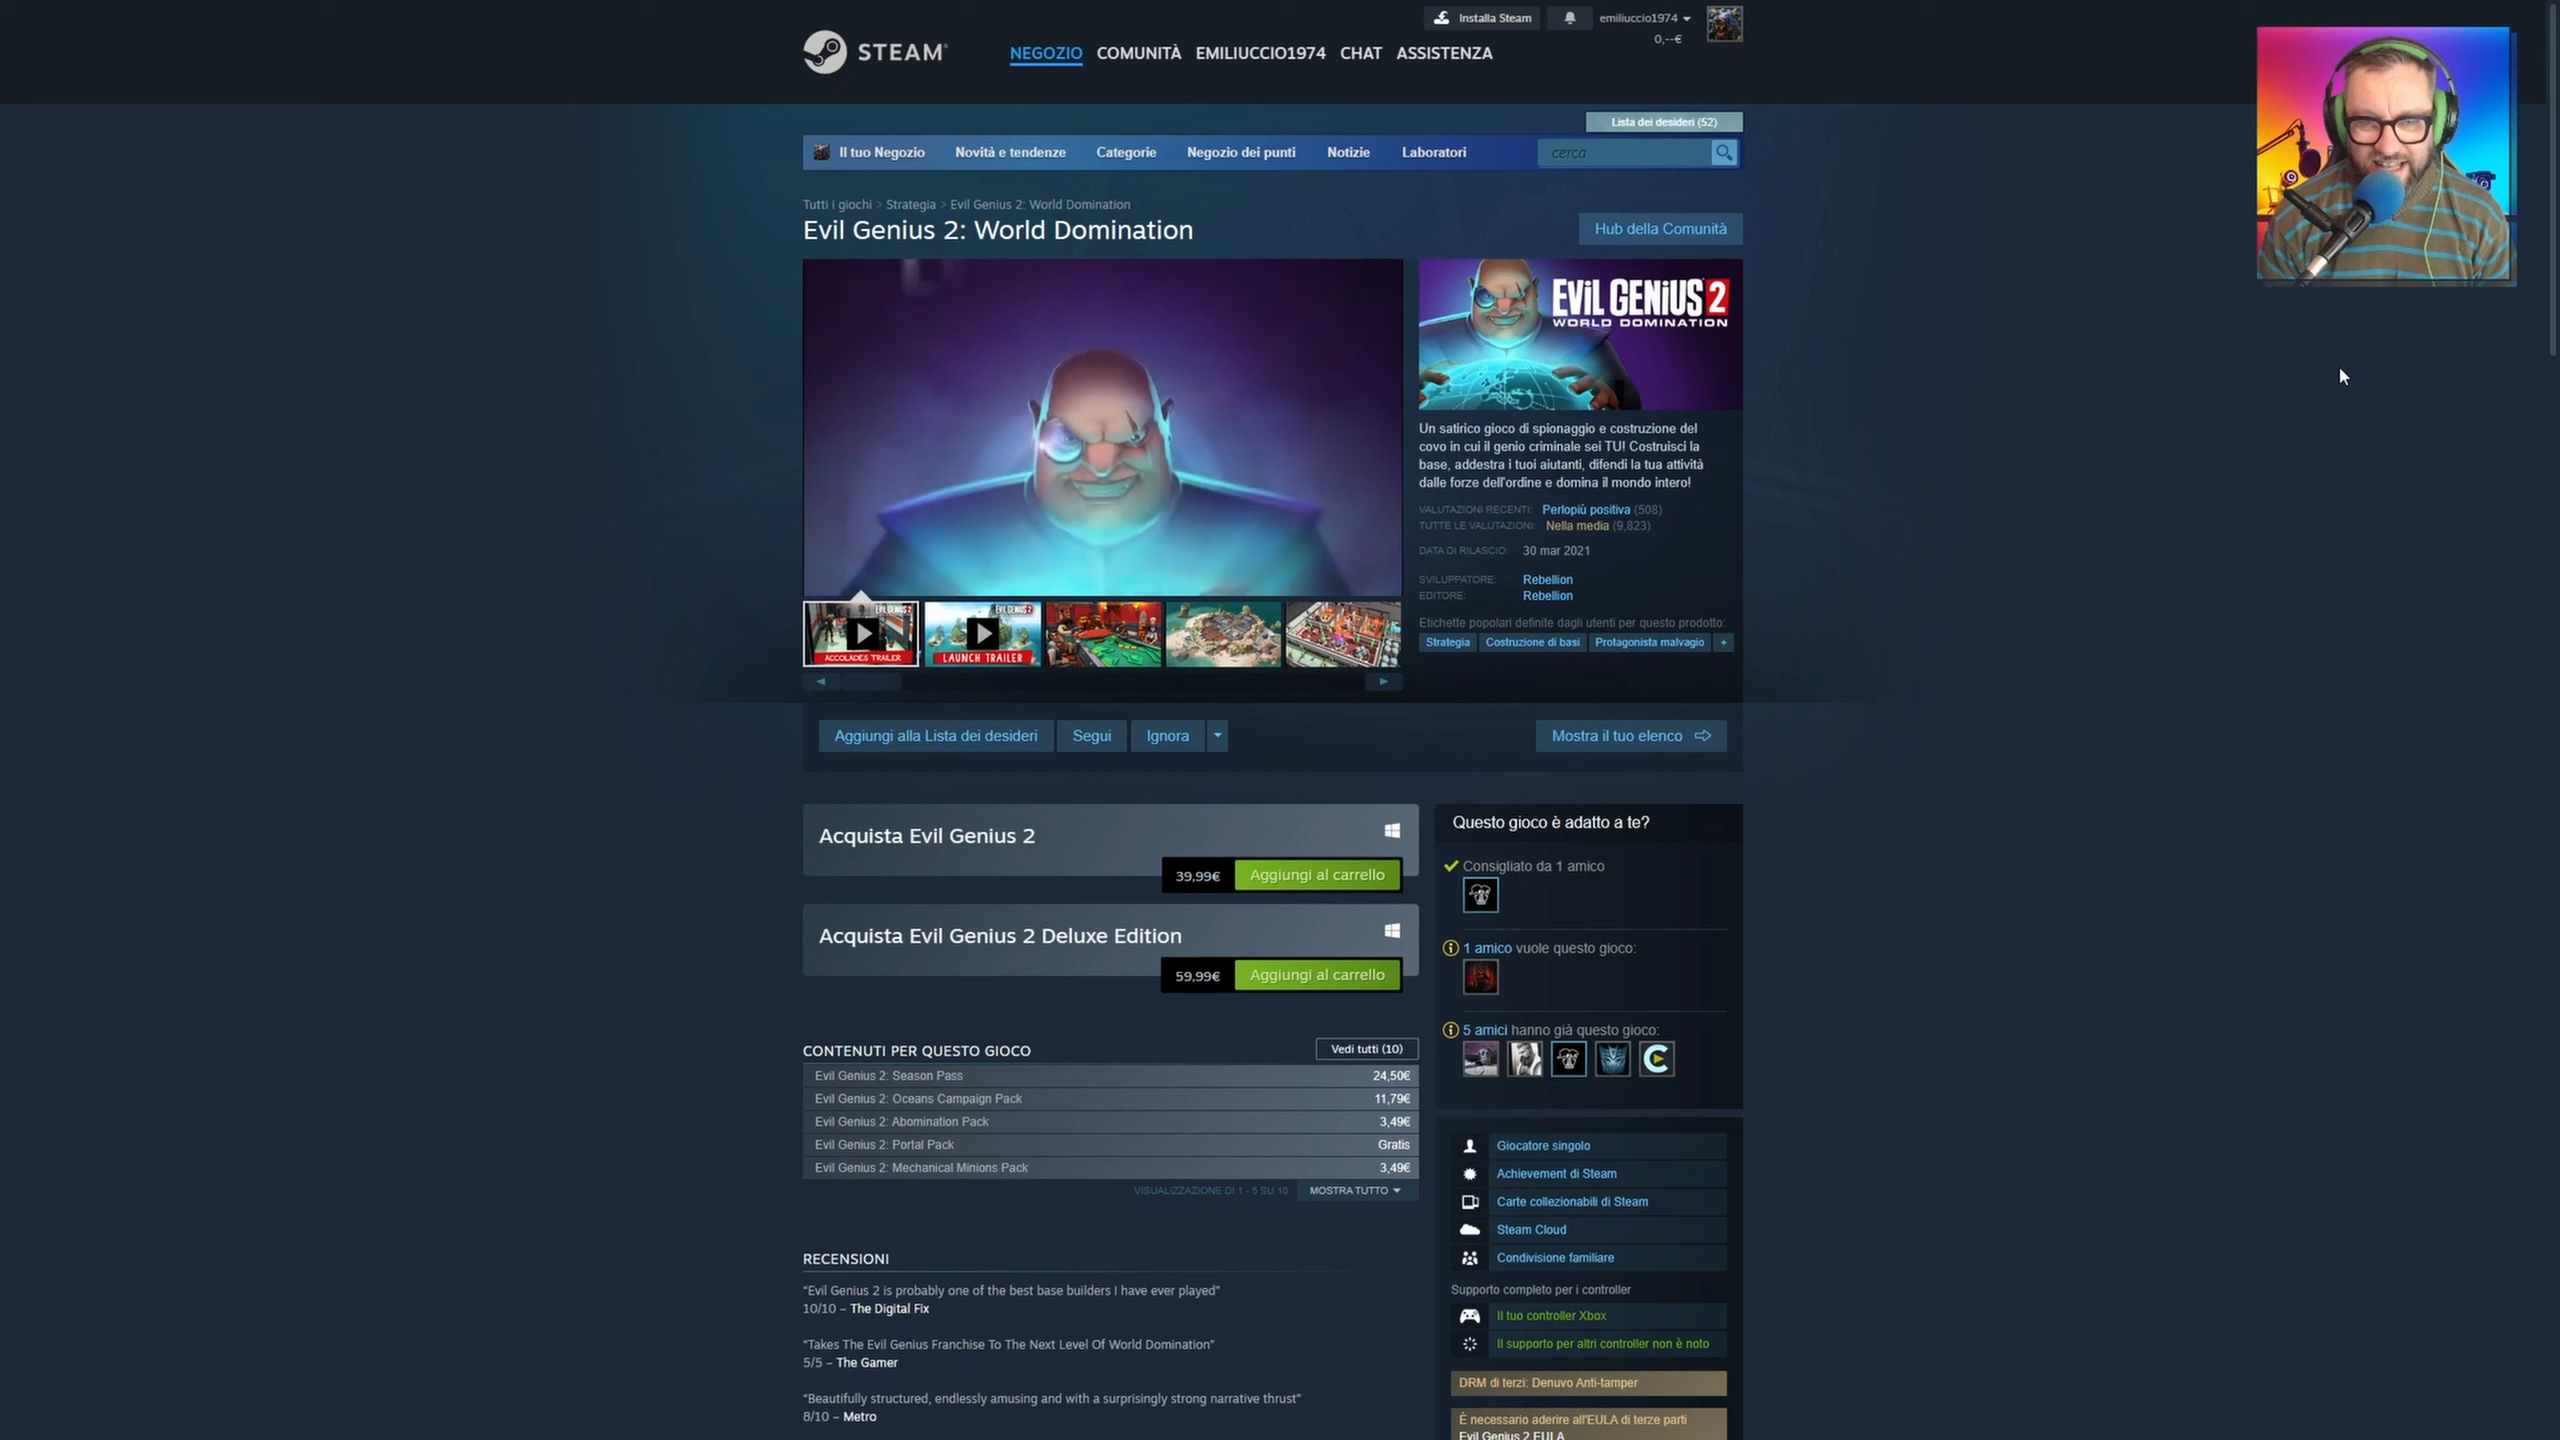 Installa Steam
emiliuccio1974
0,--€
STEAM
NEGOZIO COMUNITÀ EMILIUCCIO1974 CHAT ASSISTENZA
Lista dei desideri (52)
Il tuo Negozio Novità e tendenze Categorie Negozio dei punti Notizie Laboratori cerca
Tutti i giochi > Strategia > Evil Genius 2: World Domination
Evil Genius 2: World Domination
Hub della Comunità
EVIL GENIUS 2
WORLD DOMINATION
Un satirico gioco di spionaggio e costruzione del
covo in cui il genio criminale sei TU! Costruisci la
base, addestra i tuoi aiutanti, difendi la tua attività
dalle forze dell'ordine e domina il mondo intero!
VALUTAZIONI RECENTI: Perlopiù positiva (508)
TUTTE LE VALUTAZIONI: Nella media (9,823)
DATA DI RILASCIO: 30 mar 2021
SVILUPPATORE: Rebellion
EDITORE: Rebellion
Etichette popolari definite dagli utenti per questo prodotto:
Strategia Costruzione di basi Protagonista malvagio +
EVIL GENIUS 2
ACCOLADES TRAILER
EVIL GENIUS 2
LAUNCH TRAILER
Aggiungi alla Lista dei desideri Segui Ignora
Mostra il tuo elenco
Acquista Evil Genius 2
39,99€ Aggiungi al carrello
Acquista Evil Genius 2 Deluxe Edition
59,99€ Aggiungi al carrello
CONTENUTI PER QUESTO GIOCO
Vedi tutti (10)
Evil Genius 2: Season Pass 24,50€
Evil Genius 2: Oceans Campaign Pack 11,79€
Evil Genius 2: Abomination Pack 3,49€
Evil Genius 2: Portal Pack Gratis
Evil Genius 2: Mechanical Minions Pack 3,49€
VISUALIZZAZIONE DI 1 - 5 SU 10 MOSTRA TUTTO
RECENSIONI
“Evil Genius 2 is probably one of the best base builders I have ever played”
10/10 – The Digital Fix
“Takes The Evil Genius Franchise To The Next Level Of World Domination”
5/5 – The Gamer
“Beautifully structured, endlessly amusing and with a surprisingly strong narrative thrust”
8/10 – Metro
Questo gioco è adatto a te?
Consigliato da 1 amico
1 amico vuole questo gioco:
5 amici hanno già questo gioco:
Giocatore singolo
Achievement di Steam
Carte collezionabili di Steam
Steam Cloud
Condivisione familiare
Supporto completo per i controller
Il tuo controller Xbox
Il supporto per altri controller non è noto
DRM di terzi: Denuvo Anti-tamper
È necessario aderire all'EULA di terze parti
Evil Genius 2 EULA